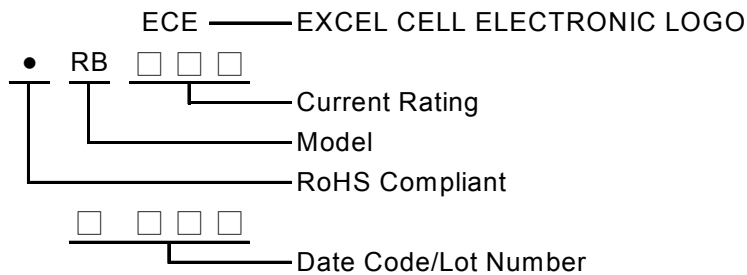 ECE EXCEL CELL ELECTRONIC LOGO
● RB □ □ □
Current Rating
Model
RoHS Compliant
□ □ □ □
Date Code/Lot Number